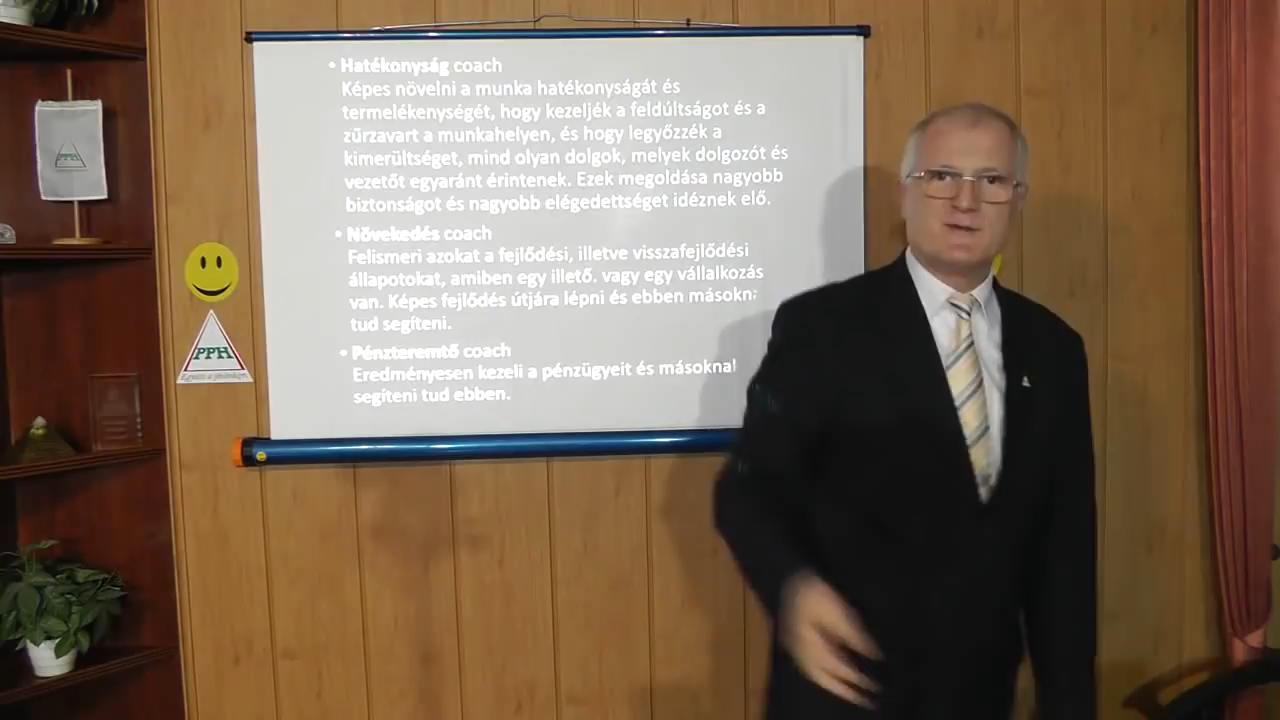 • Hatékonyság coach
Képes növelni a munka hatékonyságát és
termelékenységét, hogy kezeljék a feldúltságot és a
zűrzavart a munkahelyen, és hogy legyőzzék a
kimerültséget, mind olyan dolgok, melyek dolgozót és
vezetőt egyaránt érintenek. Ezek megoldása nagyobb
biztonságot és nagyobb elégedettséget idéznek elő.
• Növekedés coach
Felismeri azokat a fejlődési, illetve visszafejlődési
állapotokat, amiben egy illető. vagy egy vállalkozás
van. Képes fejlődés útjára lépni és ebben
tud segíteni.
• Pénzteremtő coach
Eredményesen kezeli a pénzügyeit és
segíteni tud ebben.
PPH
PPH